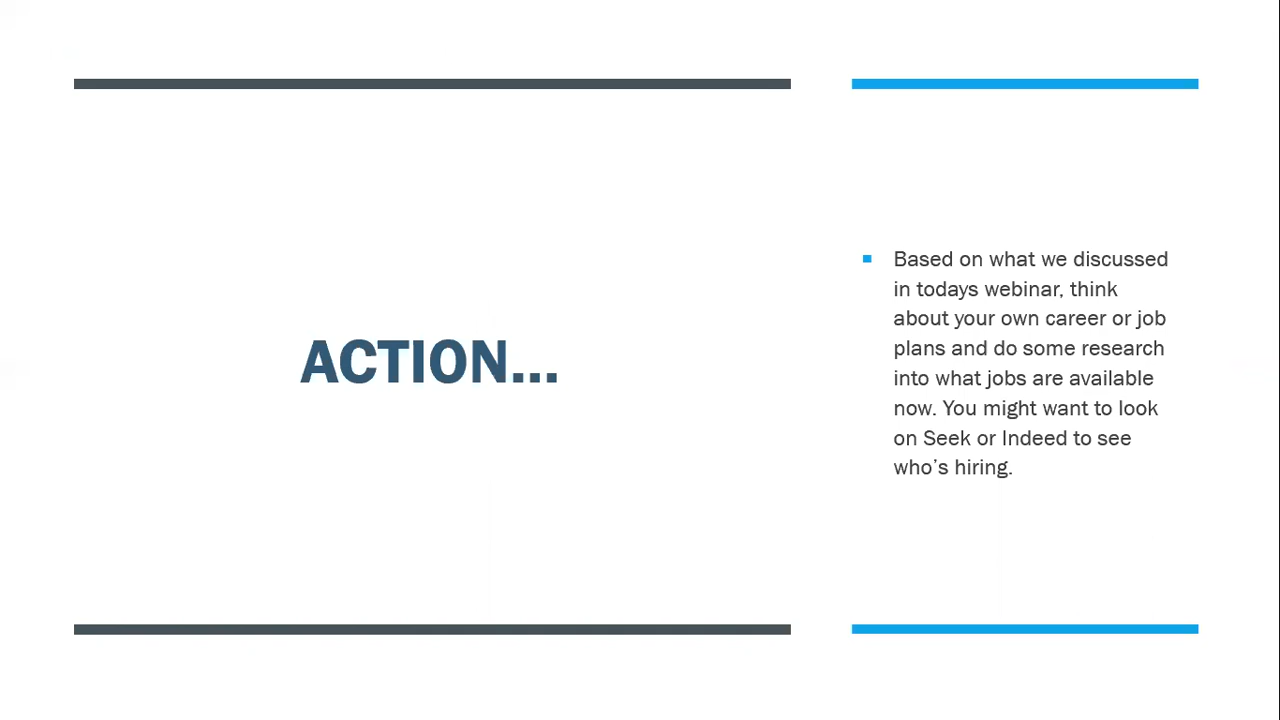 ACTION...
Based on what we discussed
in todays webinar, think
about your own career or job
plans and do some research
into what jobs are available
now. You might want to look
on Seek or Indeed to see
who’s hiring.